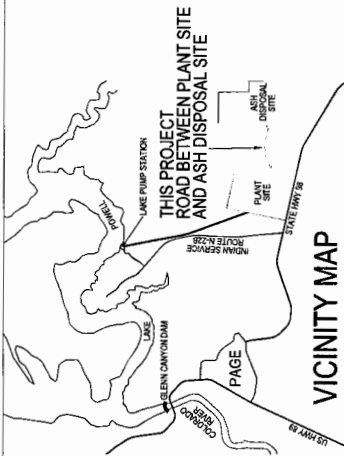 POWELL
LAKE PUMP STATION
THIS PROJECT
ROAD BETWEEN PLANT SITE
AND ASH DISPOSAL SITE
LAKE
GLENN CANYON DAM
COLORADO
RIVER
PAGE
INDIAN SERVICE
ROUTE N-22B
PLANT
SITE
ASH
DISPOSAL
SITE
STATE HWY 98
US HWY 89
VICINITY MAP